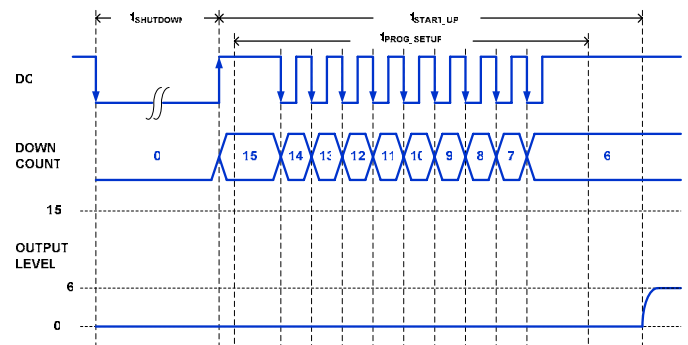 tSHUTDOWN tSTART_UP
tPROG_SETUP
DC
DOWN
COUNT
0 15 14 13 12 11 10 9 8 7 6
15
OUTPUT
LEVEL
6
0